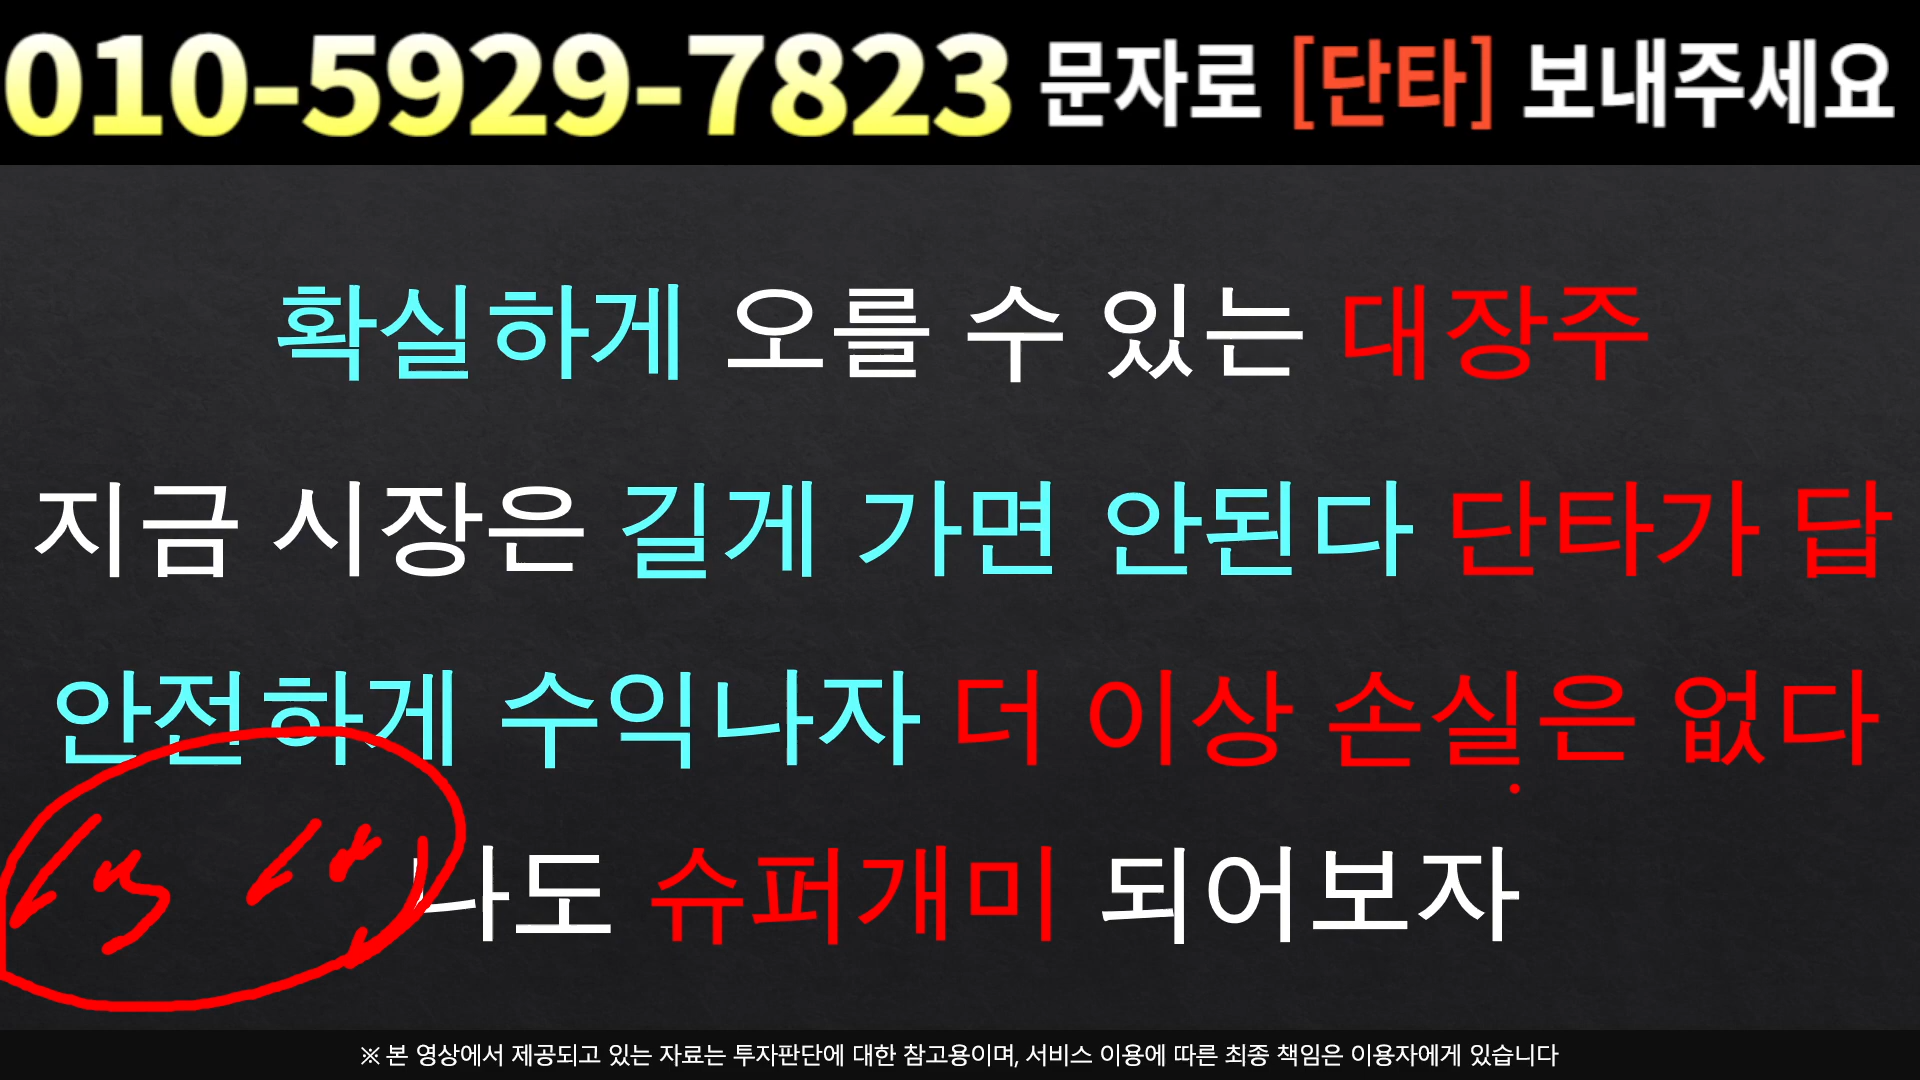 010-5929-7823 문자로 [단타] 보내주세요
확실하게 오를 수 있는 대장주
지금 시장은 길게 가면 안된다 단타가 답
안전하게 수익나자 더 이상 손실은 없다
나도 슈퍼개미 되어보자
※ 본 영상에서 제공되고 있는 자료는 투자판단에 대한 참고용이며, 서비스 이용에 따른 최종 책임은 이용자에게 있습니다